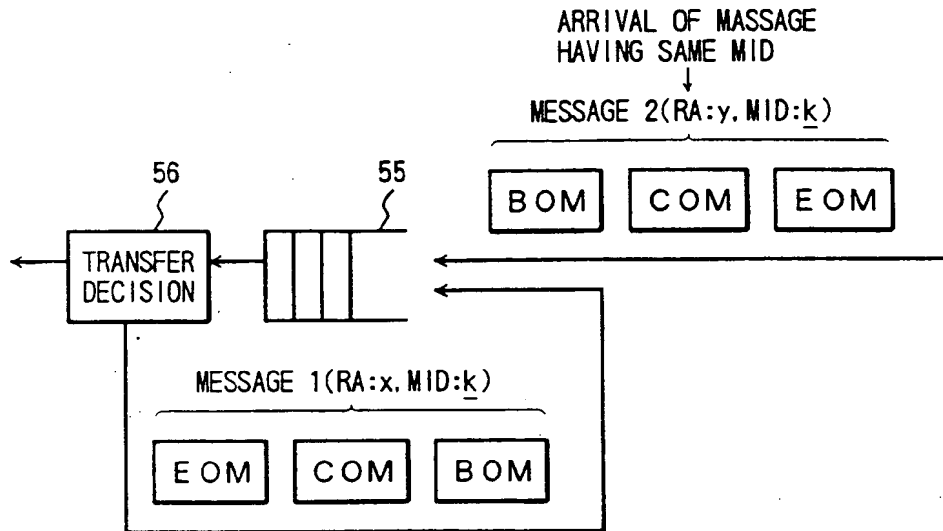 ARRIVAL OF MASSAGE
HAVING SAME MID
MESSAGE 2(RA:y, MID:k)
56
55
BOM
COM
EOM
TRANSFER
DECISION
MESSAGE 1(RA:x, MID:k)
EOM
COM
BOM